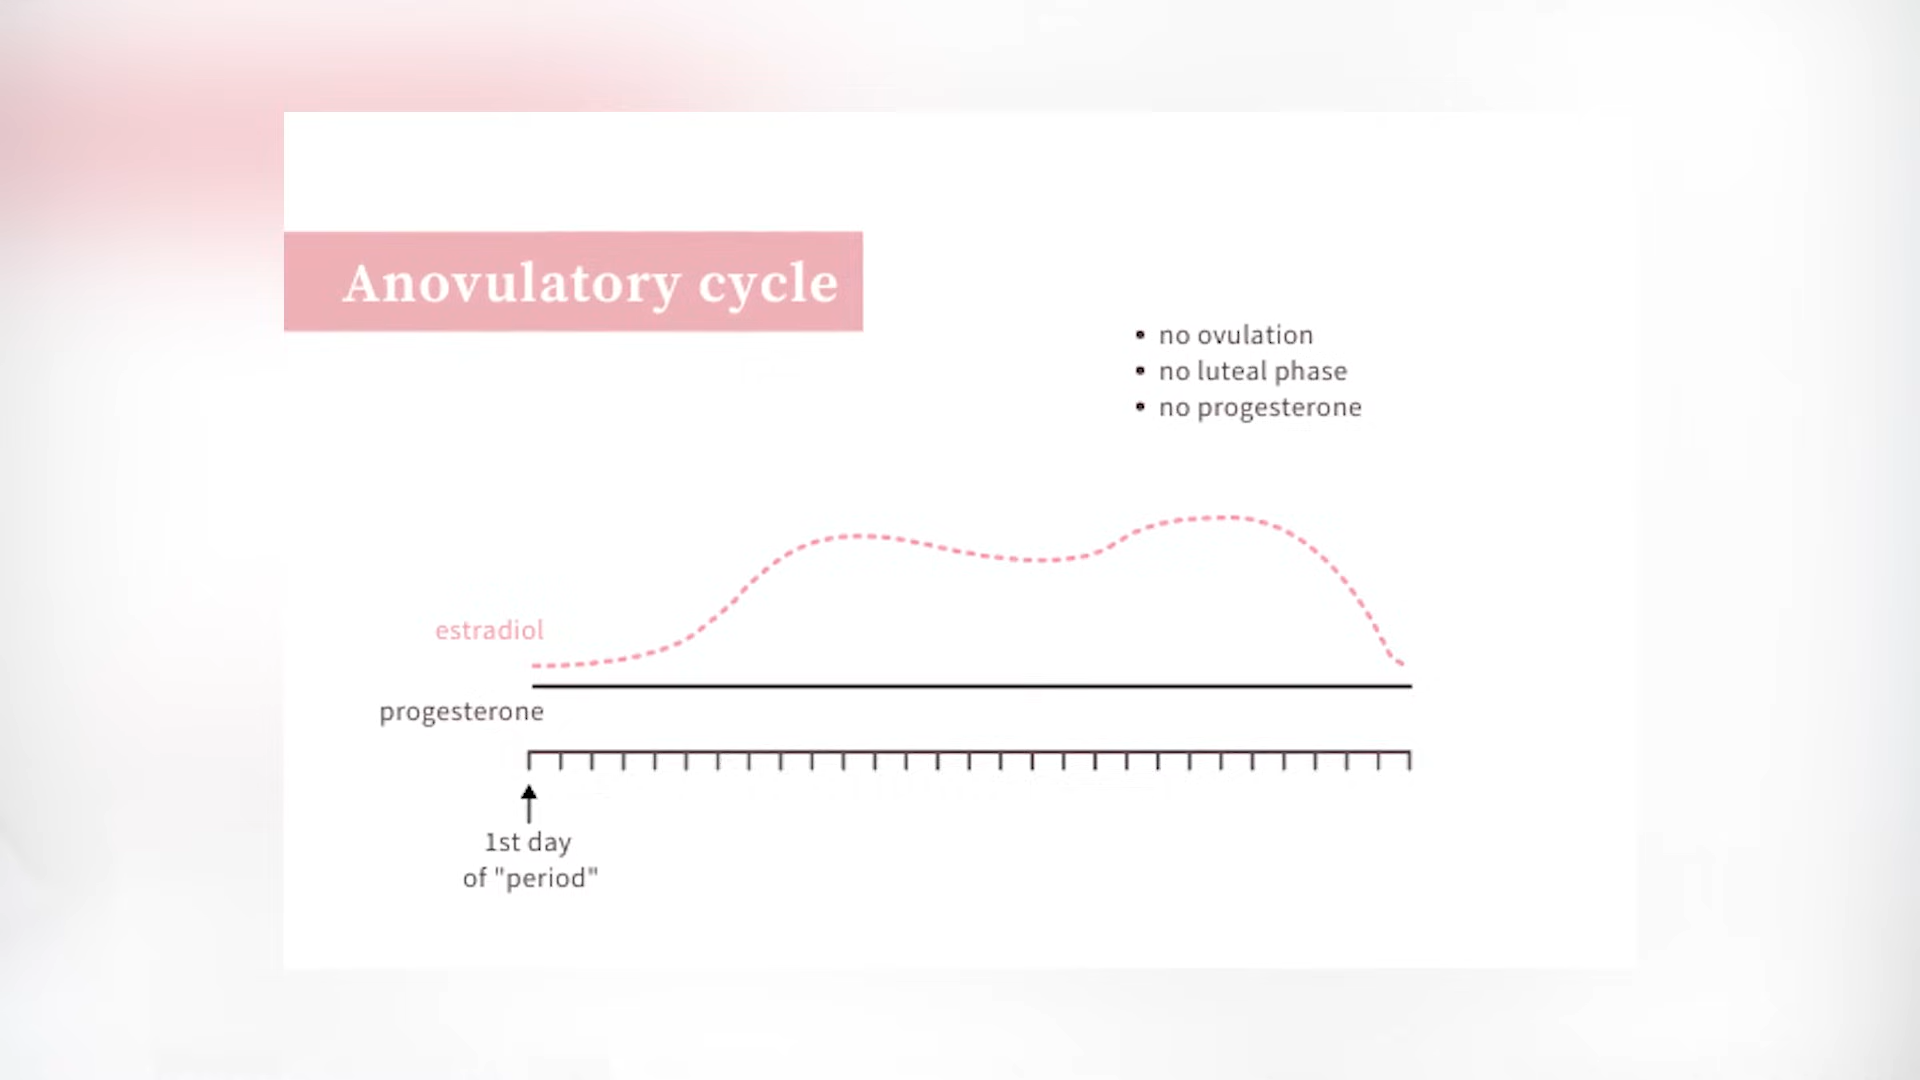 Anovulatory cycle
• no ovulation
• no luteal phase
• no progesterone
estradiol
progesterone
1st day
of "period"